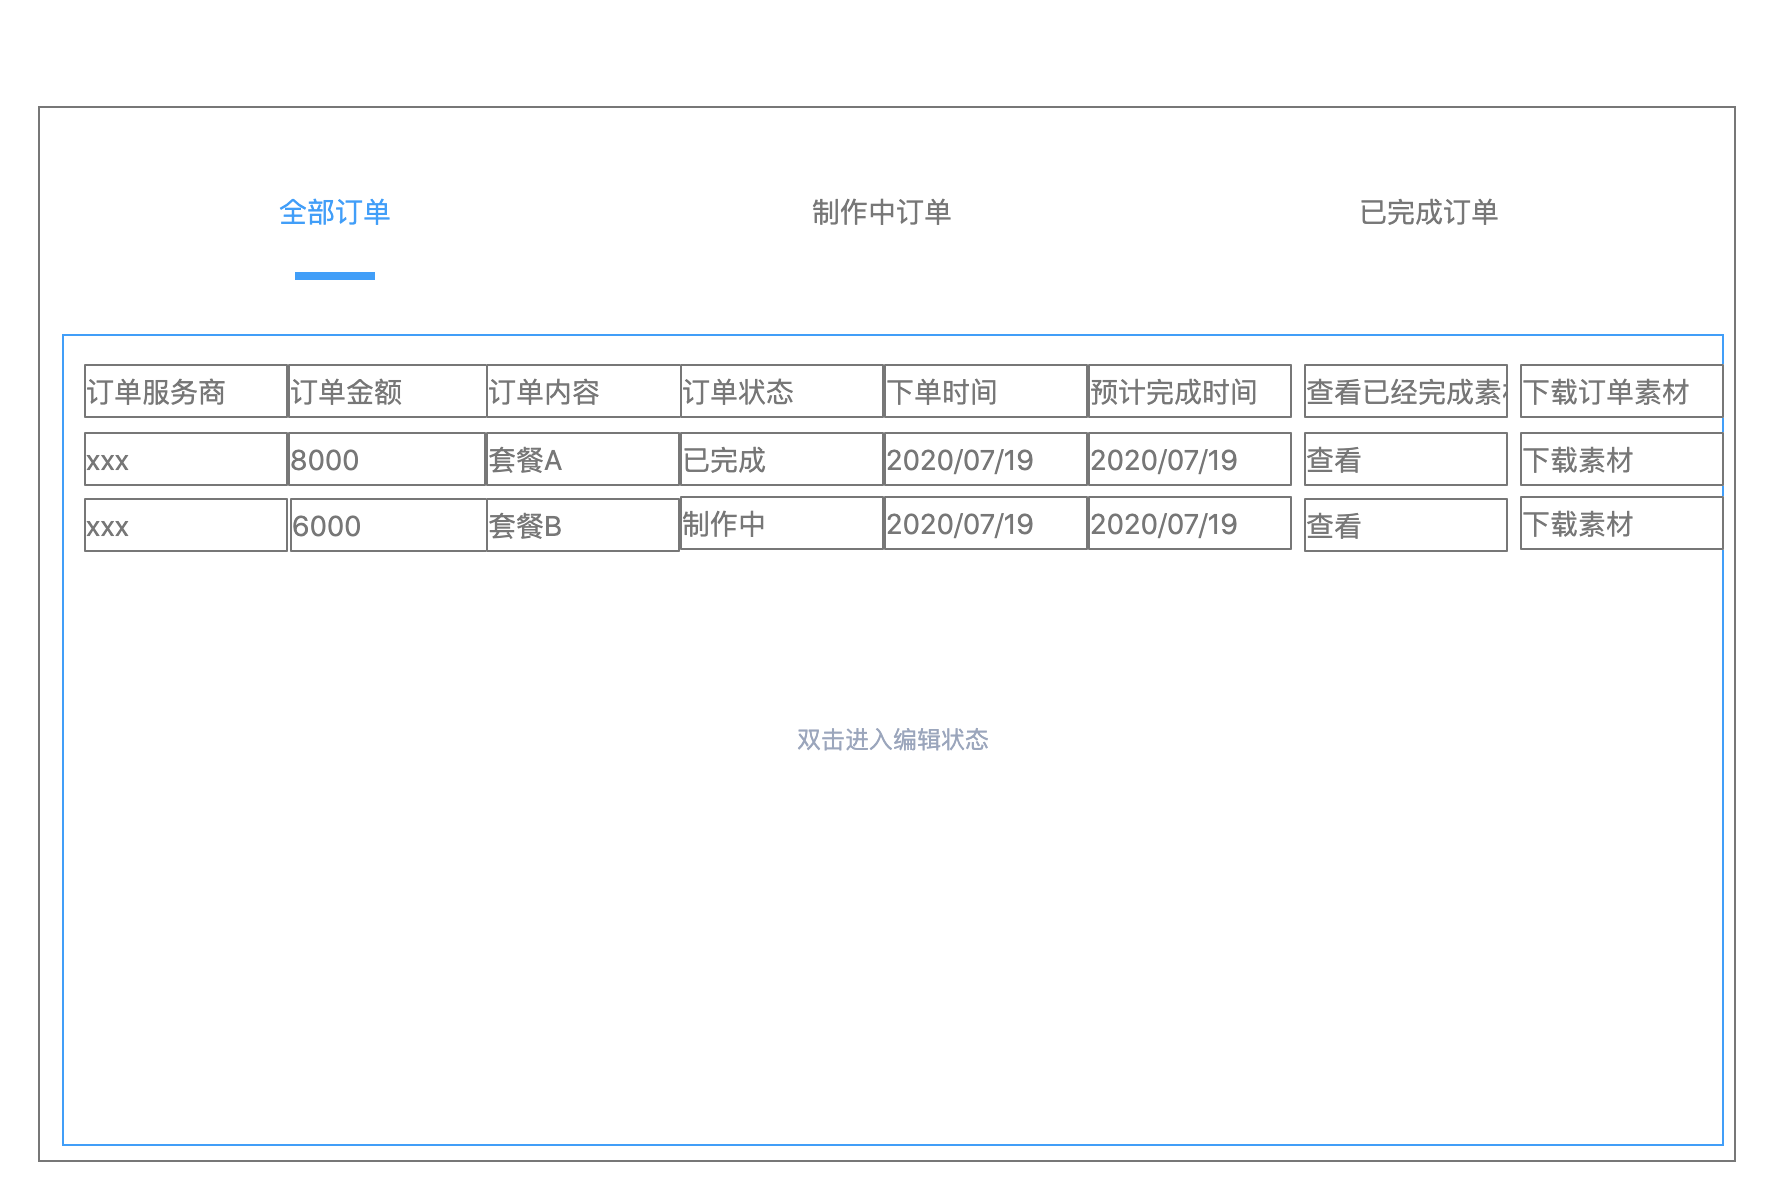 全部订单 制作中订单 已完成订单
订单服务商 订单金额 订单内容 订单状态 下单时间 预计完成时间 查看已经完成素 下载订单素材
xxx 8000 套餐A 已完成 2020/07/19 2020/07/19 查看 下载素材
xxx 6000 套餐B 制作中 2020/07/19 2020/07/19 查看 下载素材
双击进入编辑状态